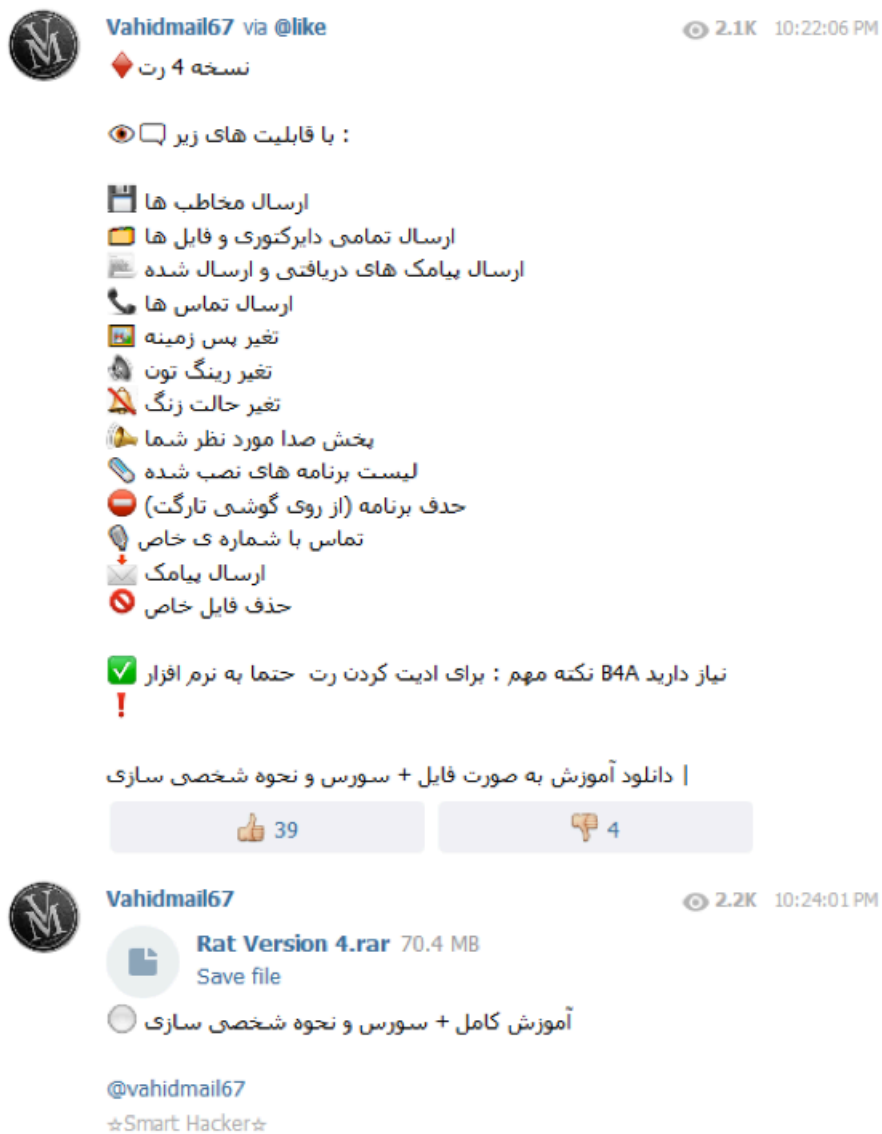 VM
Vahidmail67 via @like 2.1K 10:22:06 PM
نسخه 4 رت
با قابلیت های زیر :
ارسال مخاطب ها
ارسال تمامی دایرکتوری و فایل ها
ارسال پیامک های دریافتی و ارسال شده
ارسال تماس ها
تغیر پس زمینه
تغیر رینگ تون
تغیر حالت زنگ
پخش صدا مورد نظر شما
لیست برنامه های نصب شده
حدف برنامه (از روی گوشی تارگت)
تماس با شماره ی خاص
ارسال پیامک
حذف فایل خاص
نیاز دارید B4A نکته مهم : برای ادیت کردن رت حتما به نرم افزار
دانلود آموزش به صورت فایل + سورس و نحوه شخصی سازی |
39
4
VM
Vahidmail67 2.2K 10:24:01 PM
Rat Version 4.rar 70.4 MB
Save file
آموزش کامل + سورس و نحوه شخصی سازی
@vahidmail67
☆Smart Hacker☆